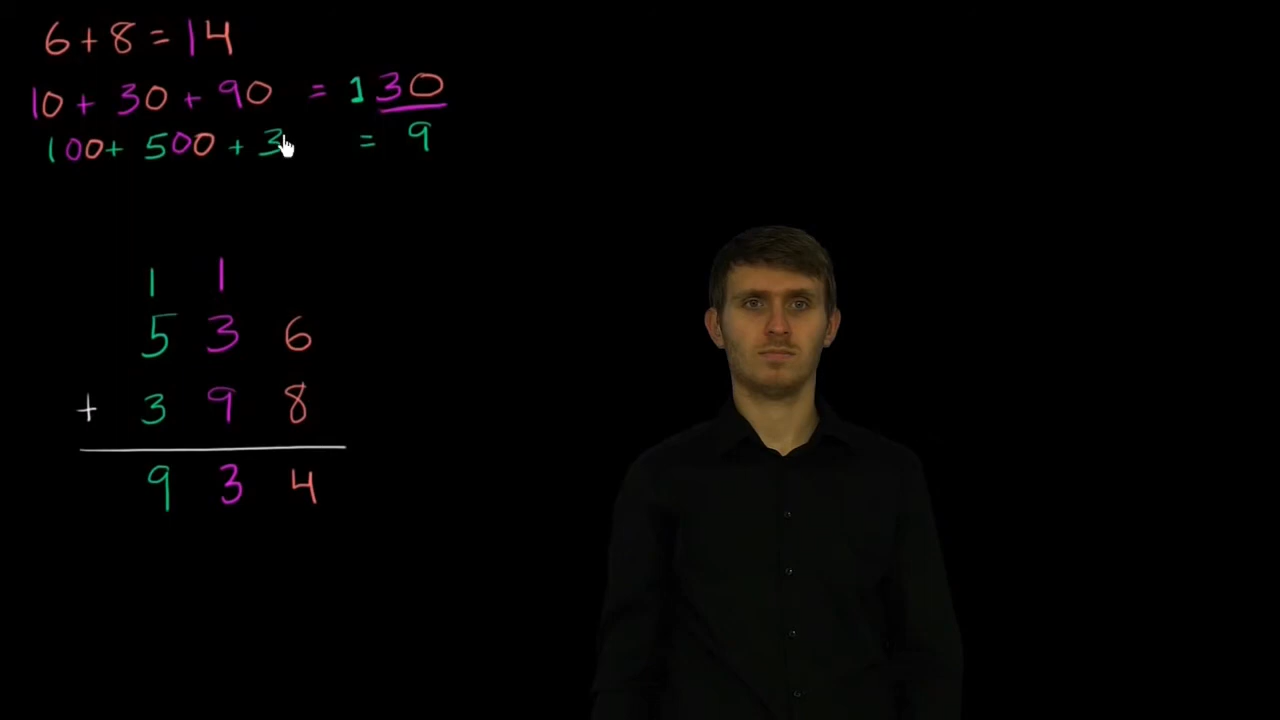 6 + 8 = 14
10 + 30 + 90 = 130
100 + 500 + 3 = 9
1 1
5 3 6
+ 3 9 8
9 3 4